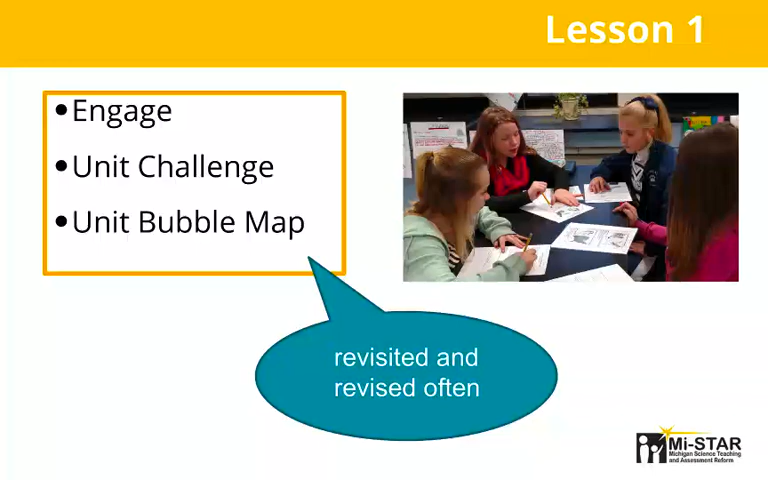 Lesson 1
•Engage
•Unit Challenge
•Unit Bubble Map
revisited and
revised often
Mi-STAR
Michigan Science Teaching
and Assessment Reform